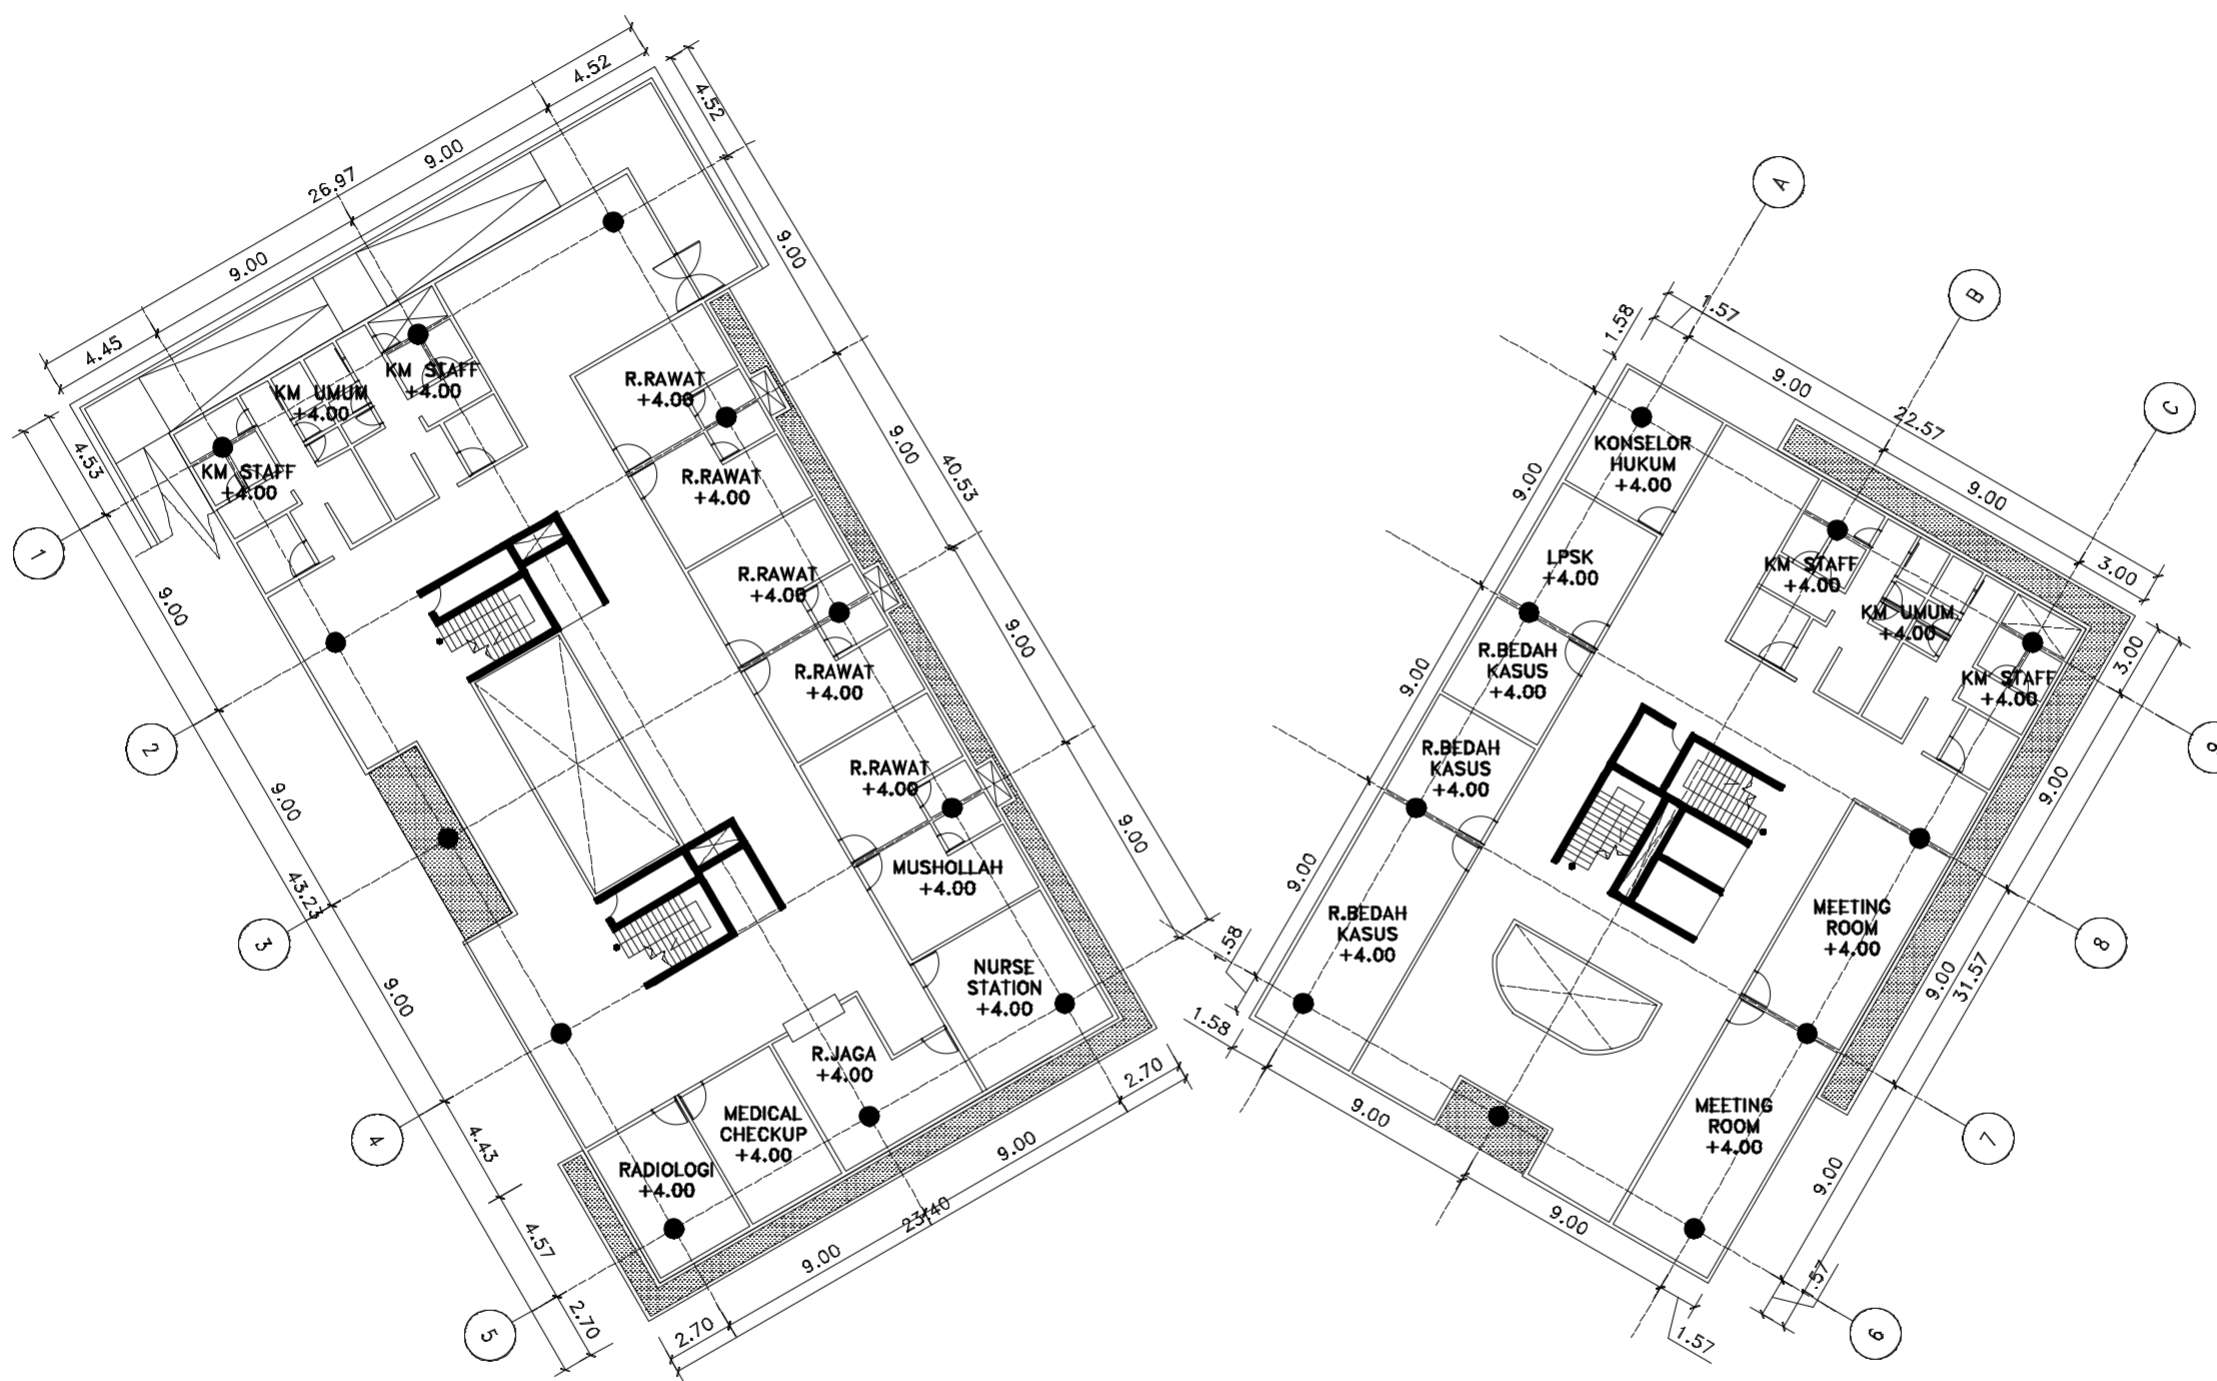 4.52
9.00
26.97
9.00
4.45
4.52
9.00
9.00
40.53
9.00
9.00
4.53
9.00
9.00
43.23
9.00
4.43
4.57
2.70
1
2
3
4
5
KM STAFF
+4.00
KM UMUM
+4.00
KM STAFF
+4.00
R.RAWAT
+4.00
R.RAWAT
+4.00
R.RAWAT
+4.00
R.RAWAT
+4.00
R.RAWAT
+4.00
MUSHOLLAH
+4.00
NURSE
STATION
+4.00
R.JAGA
+4.00
MEDICAL
CHECKUP
+4.00
RADIOLOGI
+4.00
2.70
9.00
23.40
9.00
2.70
A
B
C
1.58
1.57
9.00
22.57
9.00
3.00
3.00
9.00
9.00
9.00
1.58
1.58
KONSELOR
HUKUM
+4.00
LPSK
+4.00
R.BEDAH
KASUS
+4.00
R.BEDAH
KASUS
+4.00
R.BEDAH
KASUS
+4.00
KM STAFF
+4.00
KM UMUM
+4.00
KM STAFF
+4.00
MEETING
ROOM
+4.00
MEETING
ROOM
+4.00
9.00
9.00
31.57
9.00
1.57
9.00
9.00
1.57
9
8
7
6